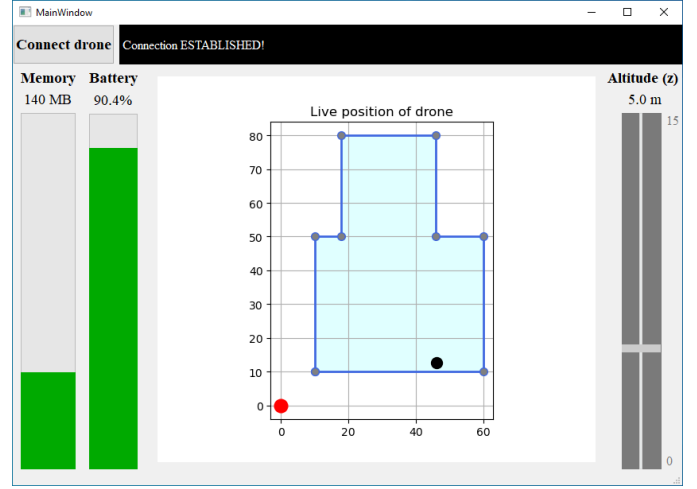 MainWindow
Connect drone
Connection ESTABLISHED!
Memory
140 MB
Battery
90.4%
Live position of drone
80
70
60
50
40
30
20
10
0
0 20 40 60
Altitude (z)
5.0 m
15
0